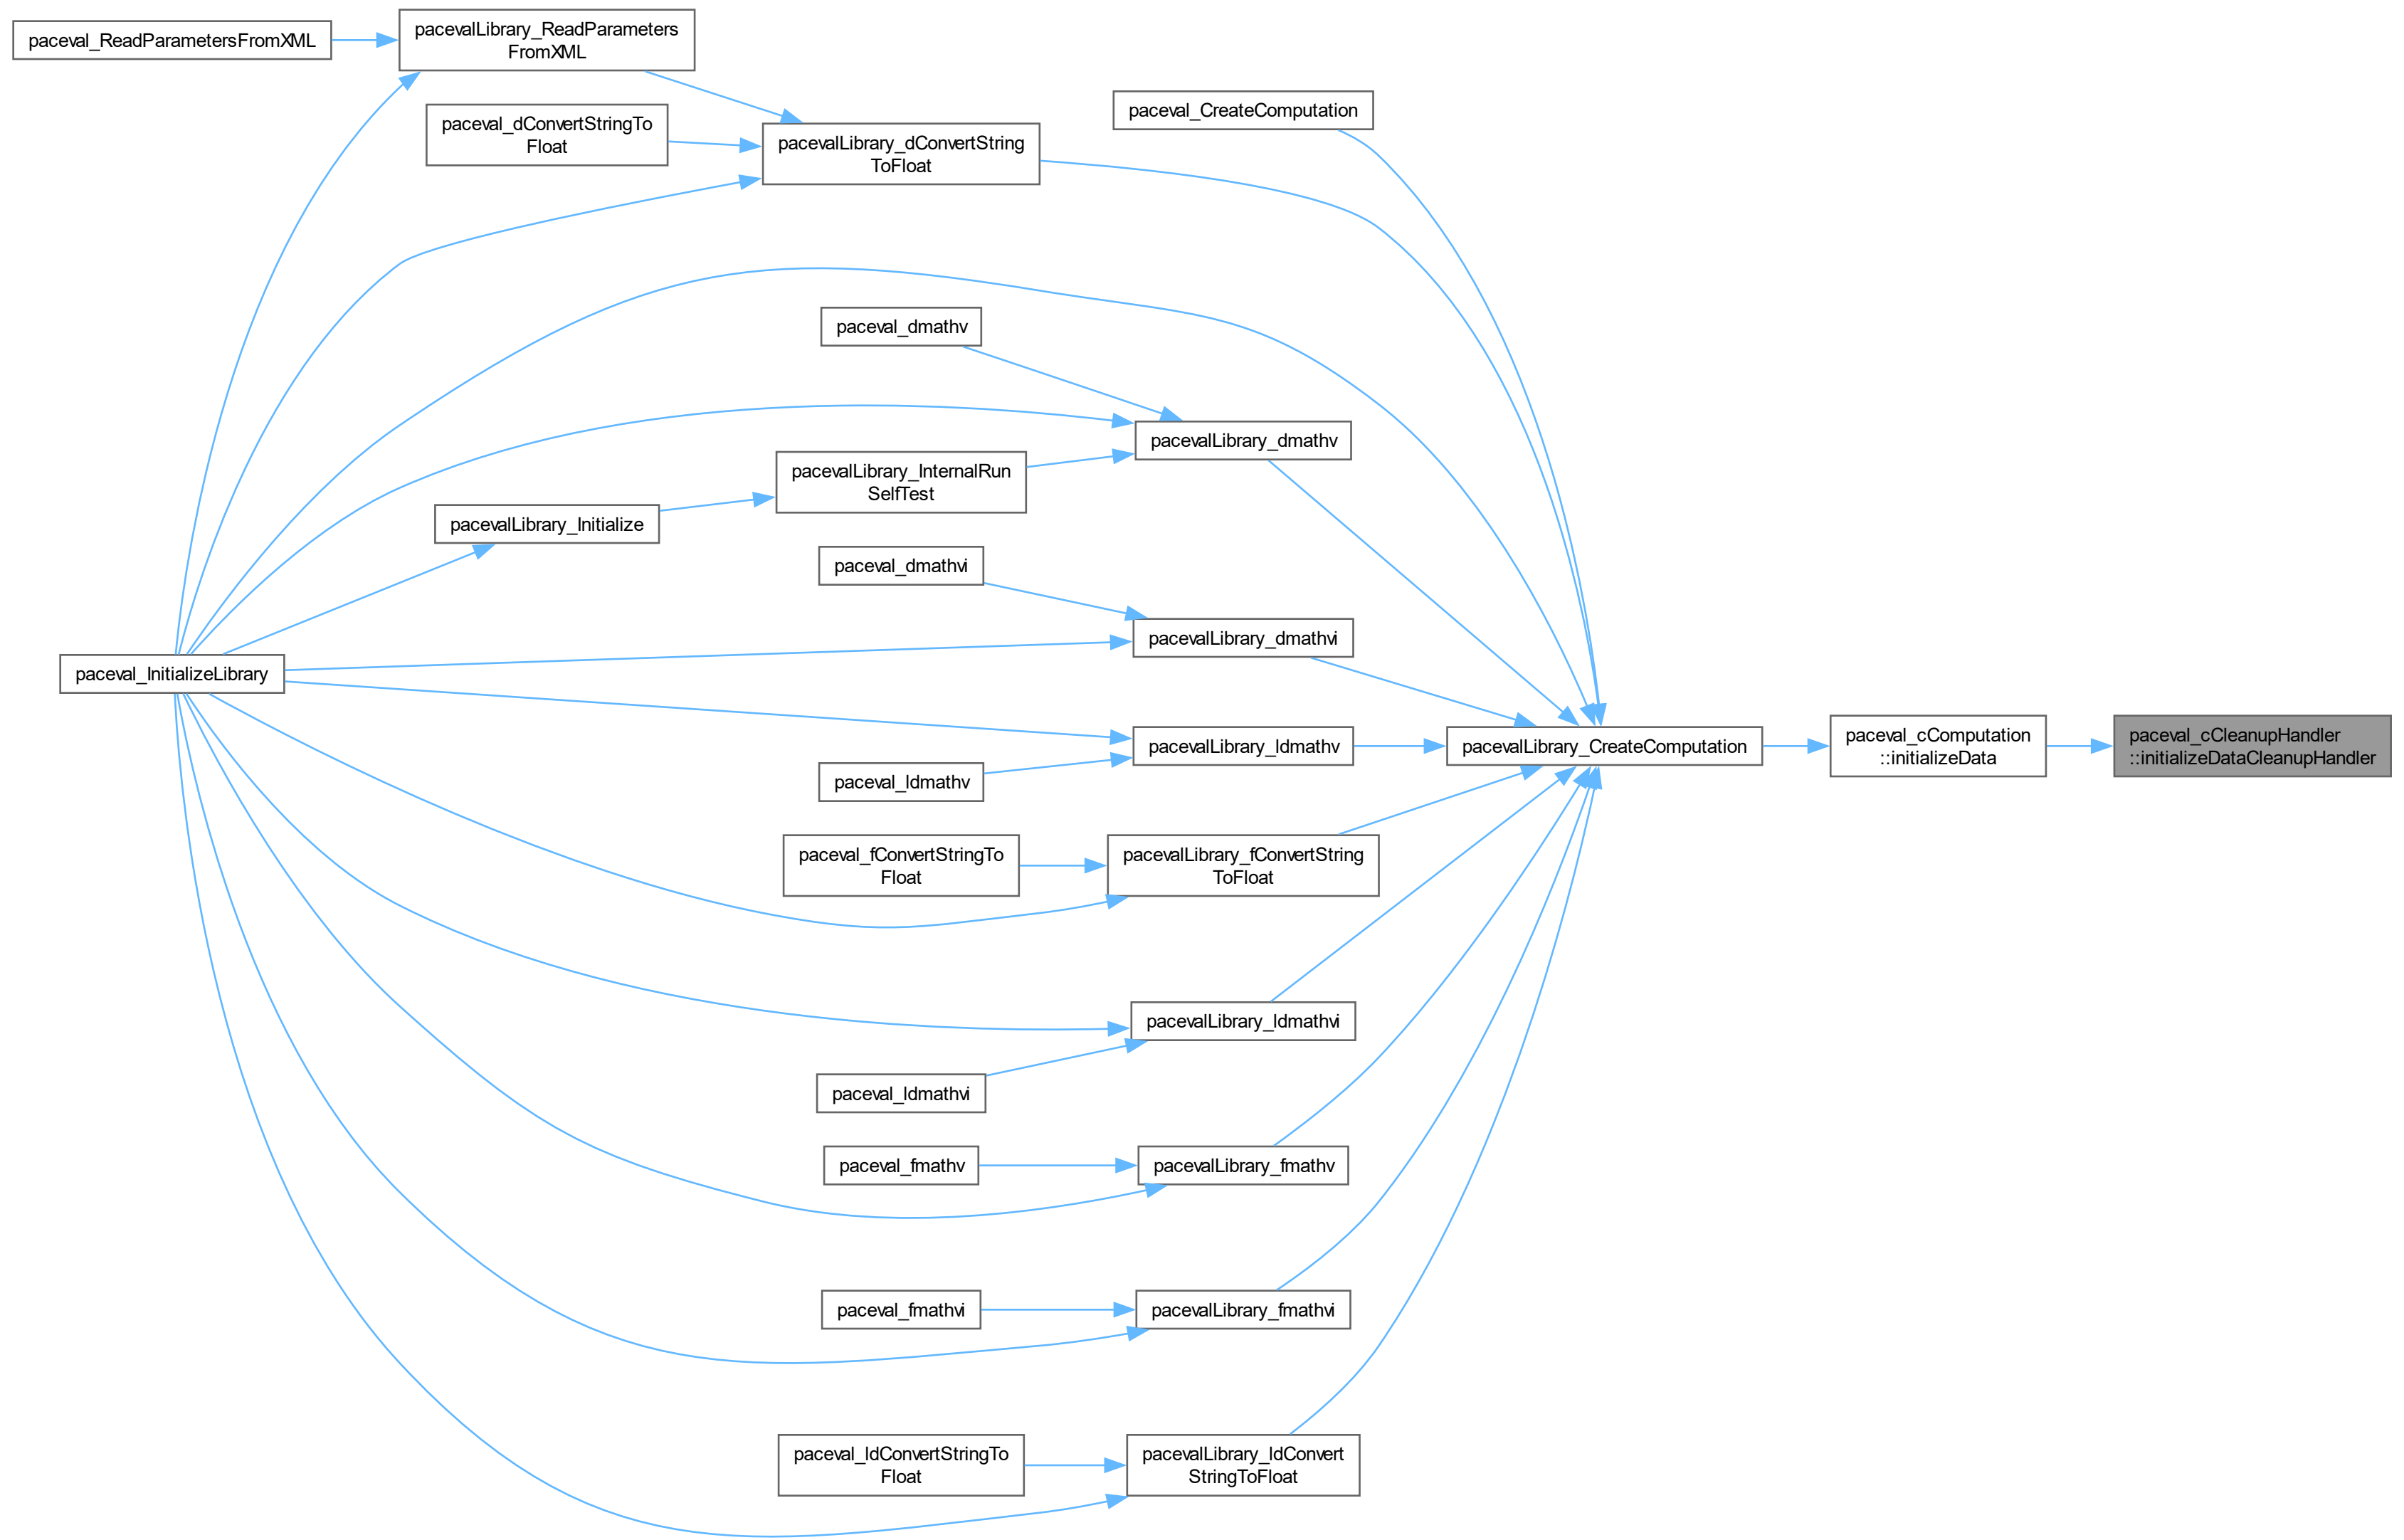 paceval_ReadParametersFromXML
pacevalLibrary_ReadParameters
FromXML
paceval_CreateComputation
paceval_dConvertStringTo
Float
pacevalLibrary_dConvertString
ToFloat
paceval_dmathv
pacevalLibrary_dmathv
pacevalLibrary_InternalRun
SelfTest
pacevalLibrary_Initialize
paceval_dmathvi
pacevalLibrary_dmathvi
paceval_InitializeLibrary
pacevalLibrary_ldmathv
paceval_ldmathv
pacevalLibrary_CreateComputation
paceval_cComputation
::initializeData
paceval_cCleanupHandler
::initializeDataCleanupHandler
paceval_fConvertStringTo
Float
pacevalLibrary_fConvertString
ToFloat
pacevalLibrary_ldmathvi
paceval_ldmathvi
paceval_fmathv
pacevalLibrary_fmathv
paceval_fmathvi
pacevalLibrary_fmathvi
paceval_ldConvertStringTo
Float
pacevalLibrary_ldConvert
StringToFloat